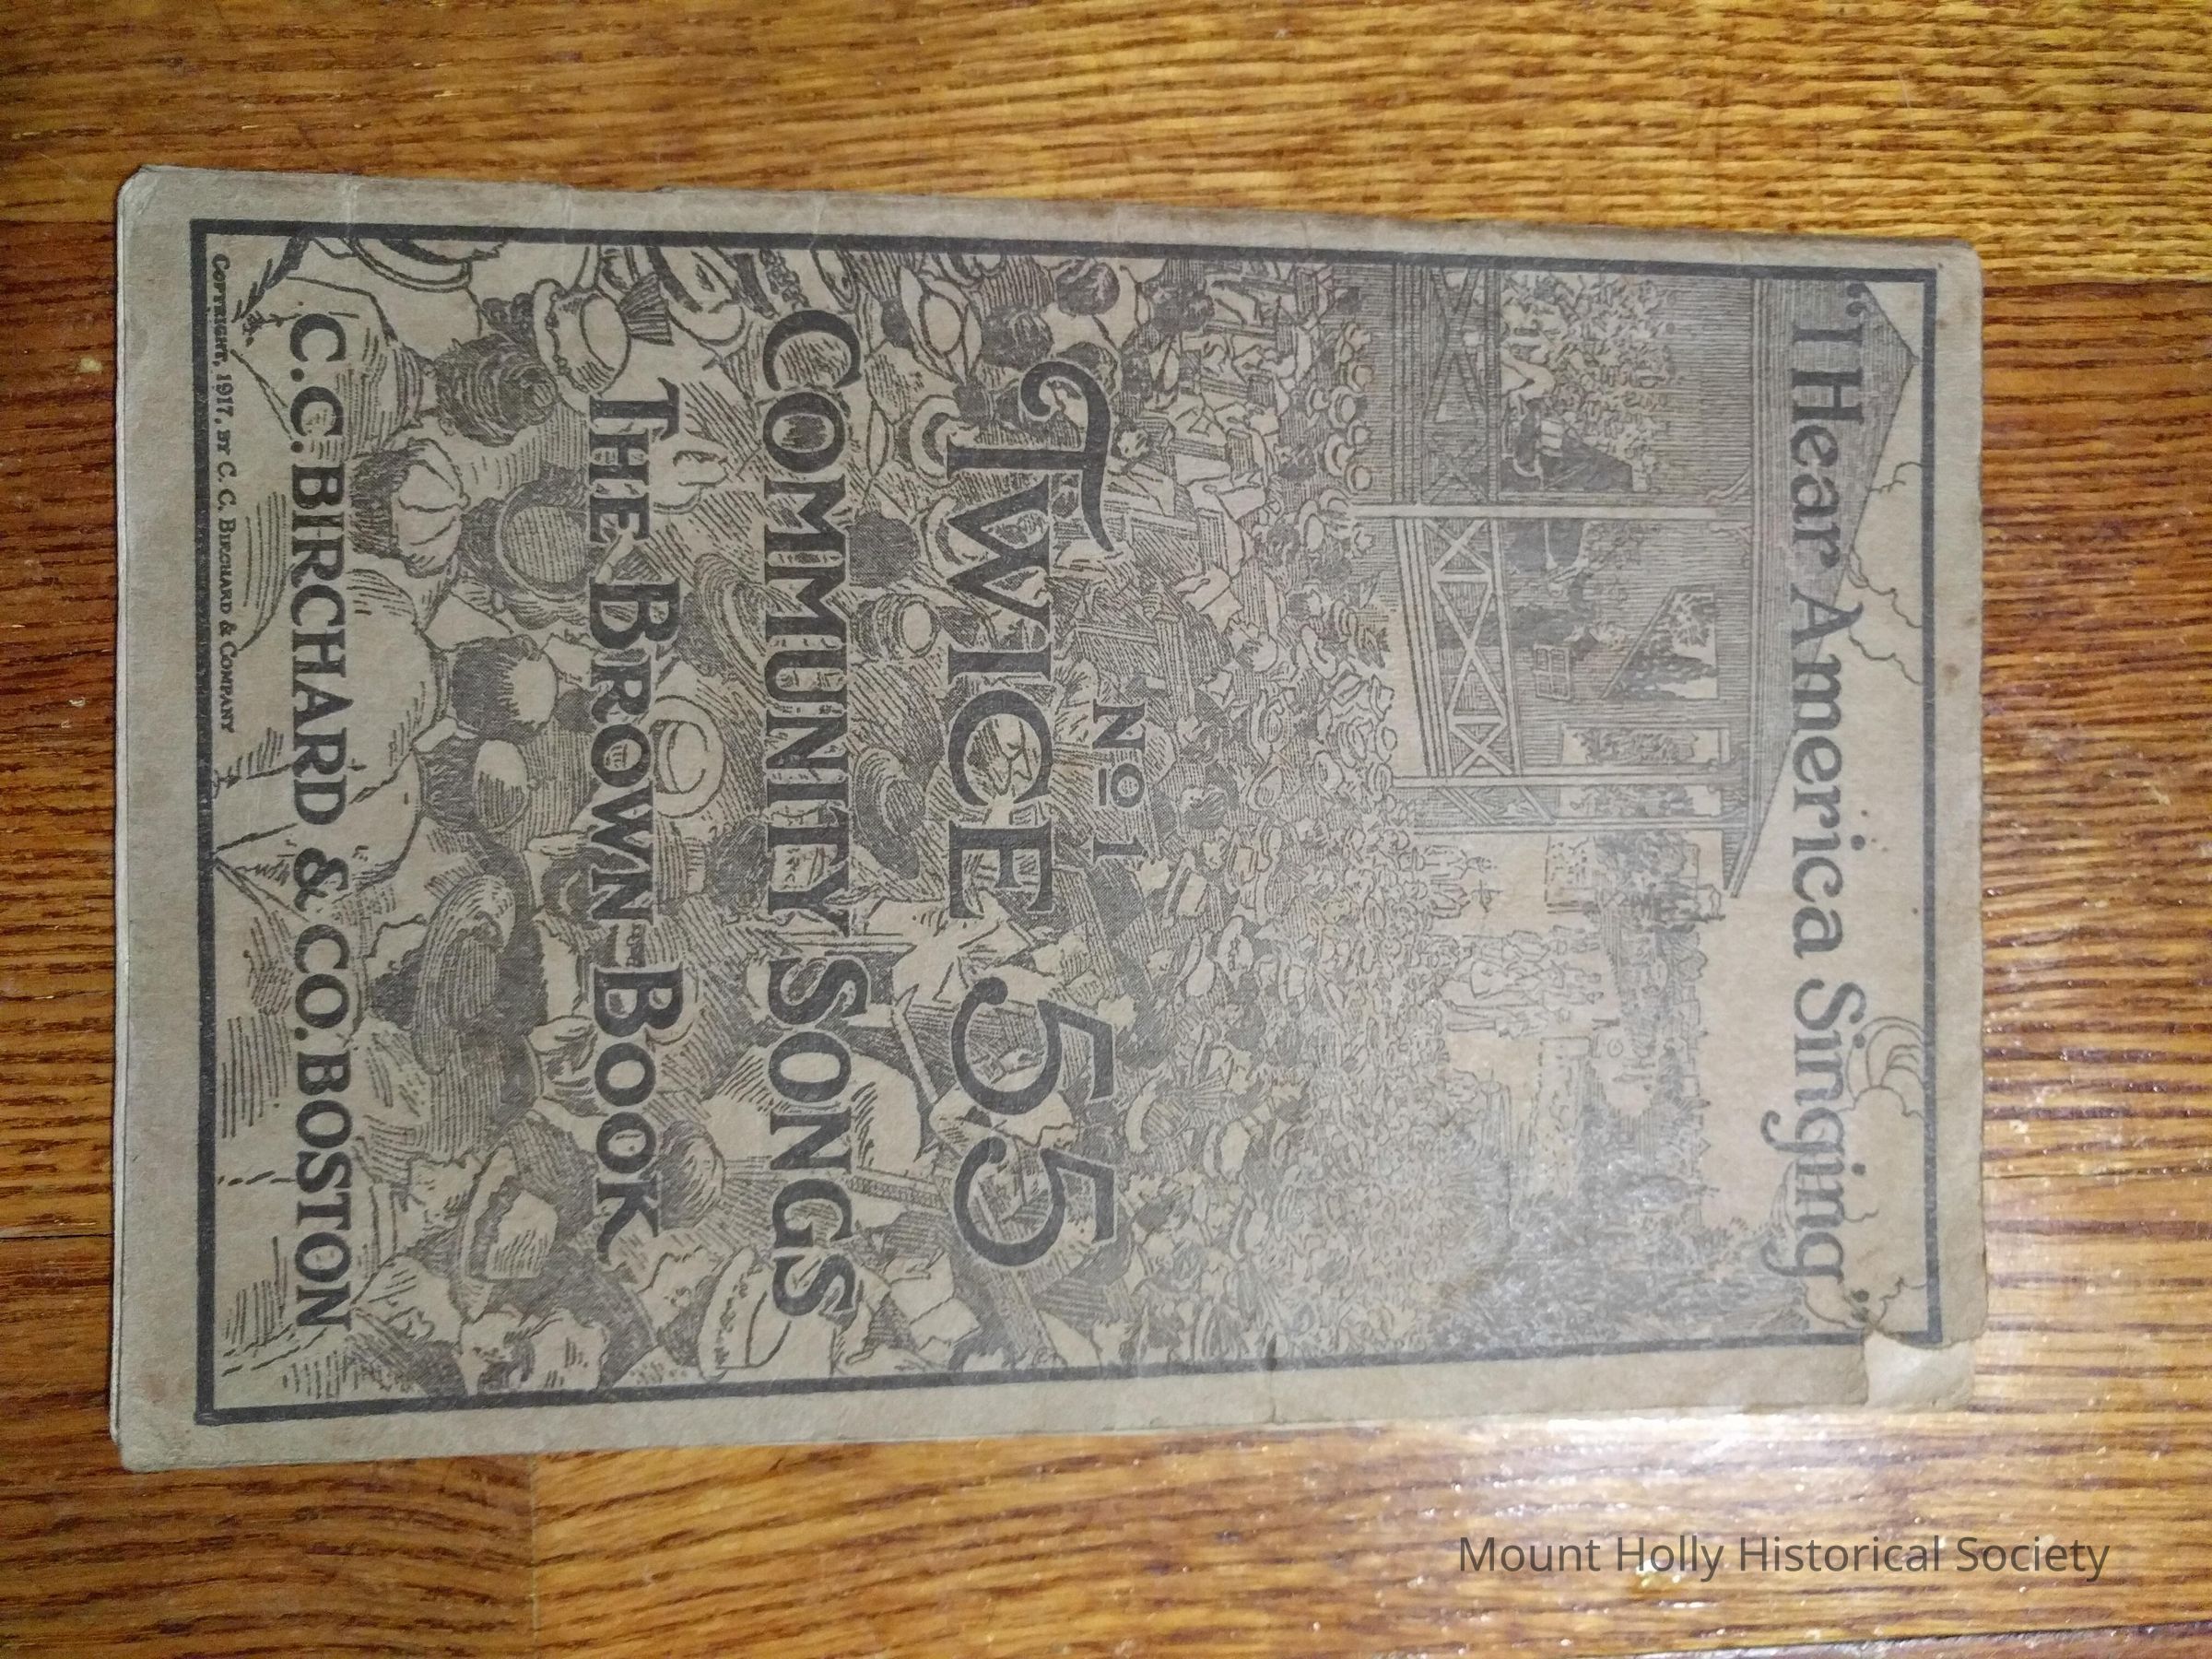 "I Hear America Singing"
No 1
TWICE 55
COMMUNITY SONGS
THE BROWN BOOK
C.C. BIRCHARD & CO. BOSTON
COPYRIGHT, 1917, BY C. C. BIRCHARD & COMPANY
Mount Holly Historical Society